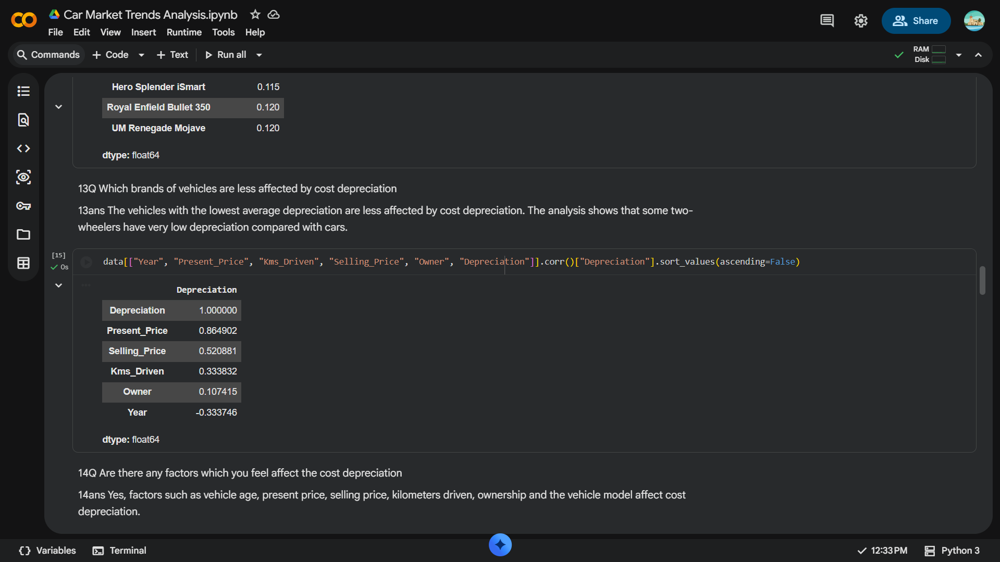 Car Market Trends Analysis.ipynb
File Edit View Insert Runtime Tools Help
Share
Commands + Code + Text Run all
RAM
Disk
Hero Splender iSmart 0.115
Royal Enfield Bullet 350 0.120
UM Renegade Mojave 0.120
dtype: float64
13Q Which brands of vehicles are less affected by cost depreciation
13ans The vehicles with the lowest average depreciation are less affected by cost depreciation. The analysis shows that some two-
wheelers have very low depreciation compared with cars.
[15]
0s
data[["Year", "Present_Price", "Kms_Driven", "Selling_Price", "Owner", "Depreciation"]].corr()["Depreciation"].sort_values(ascending=False)
Depreciation
Depreciation 1.000000
Present_Price 0.864902
Selling_Price 0.520881
Kms_Driven 0.333832
Owner 0.107415
Year -0.333746
dtype: float64
14Q Are there any factors which you feel affect the cost depreciation
14ans Yes, factors such as vehicle age, present price, selling price, kilometers driven, ownership and the vehicle model affect cost
depreciation.
Variables Terminal 12:33 PM Python 3